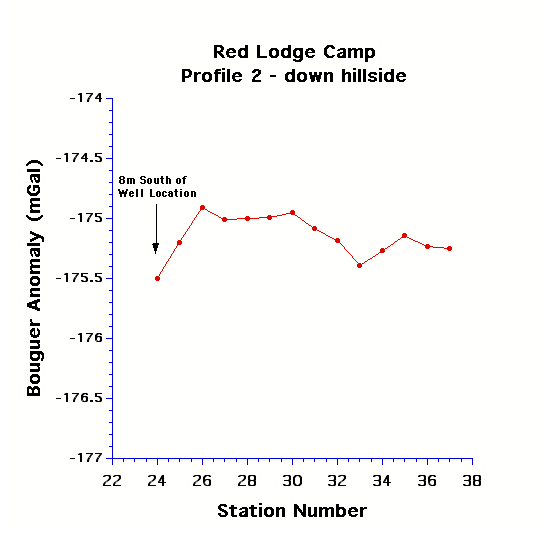 Red Lodge Camp
Profile 2 - down hillside
-174
-174.5
8m South of
Well Location
-175
-175.5
-176
-176.5
-177
22 24 26 28 30 32 34 36 38
Bouguer Anomaly (mGal)
Station Number